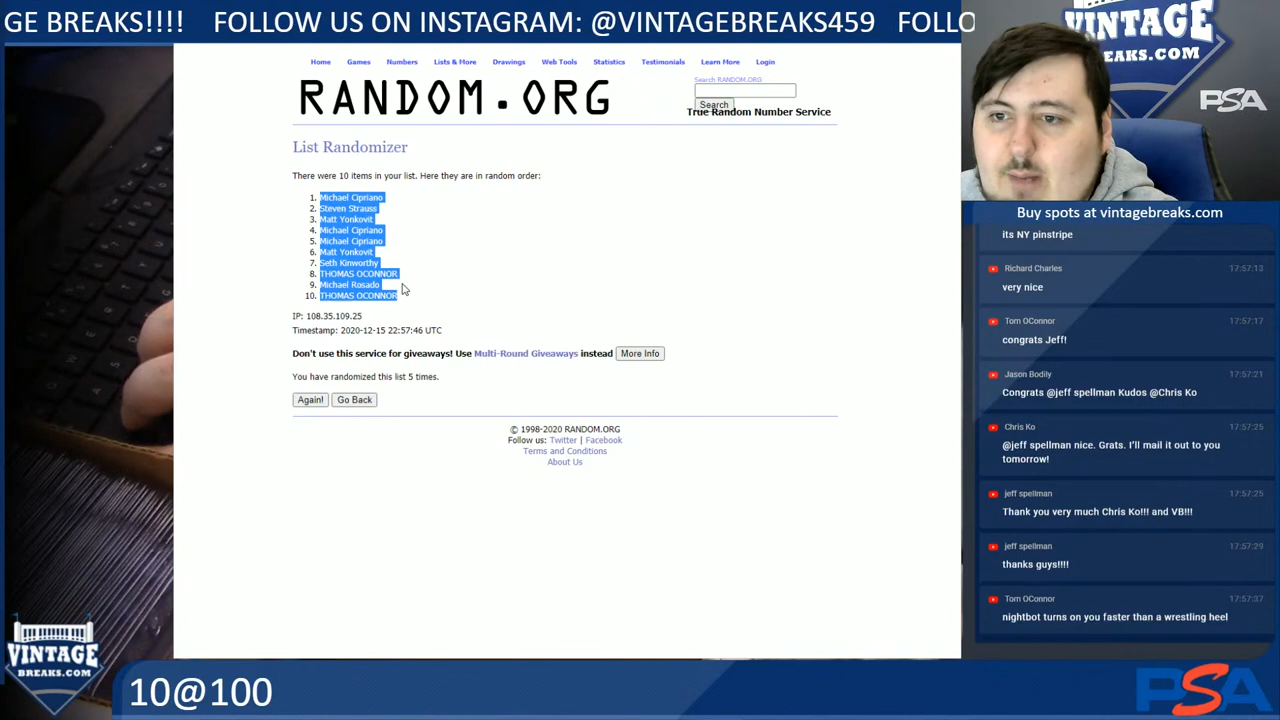 GE BREAKS!!!! FOLLOW US ON INSTAGRAM: @VINTAGEBREAKS459 FOLLO
VINTAGE
BREAKS.COM
PSA
Home Games Numbers Lists & More Drawings Web Tools Statistics Testimonials Learn More Login
Search RANDOM.ORG
RANDOM.ORG
Search
True Random Number Service
List Randomizer
There were 10 items in your list. Here they are in random order:
1. Michael Cipriano
2. Steven Strauss
3. Matt Yonkovit
4. Michael Cipriano
5. Michael Cipriano
6. Matt Yonkovit
7. Seth Kinworthy
8. THOMAS OCONNOR
9. Michael Rosado
10. THOMAS OCONNOR
IP: 108.35.109.25
Timestamp: 2020-12-15 22:57:46 UTC
Don't use this service for giveaways! Use Multi-Round Giveaways instead More Info
You have randomized this list 5 times.
Again! Go Back
© 1998-2020 RANDOM.ORG
Follow us: Twitter | Facebook
Terms and Conditions
About Us
Buy spots at vintagebreaks.com
its NY pinstripe
Richard Charles 17:57:13
very nice
Tom OConnor 17:57:17
congrats Jeff!
Jason Bodily 17:57:21
Congrats @jeff spellman Kudos @Chris Ko
Chris Ko 17:57:25
@jeff spellman nice. Grats. I'll mail it out to you
tomorrow!
jeff spellman 17:57:25
Thank you very much Chris Ko!!! and VB!!!
jeff spellman 17:57:29
thanks guys!!!!
Tom OConnor 17:57:37
nightbot turns on you faster than a wrestling heel
VINTAGE
BREAKS.COM
10@100
PSA